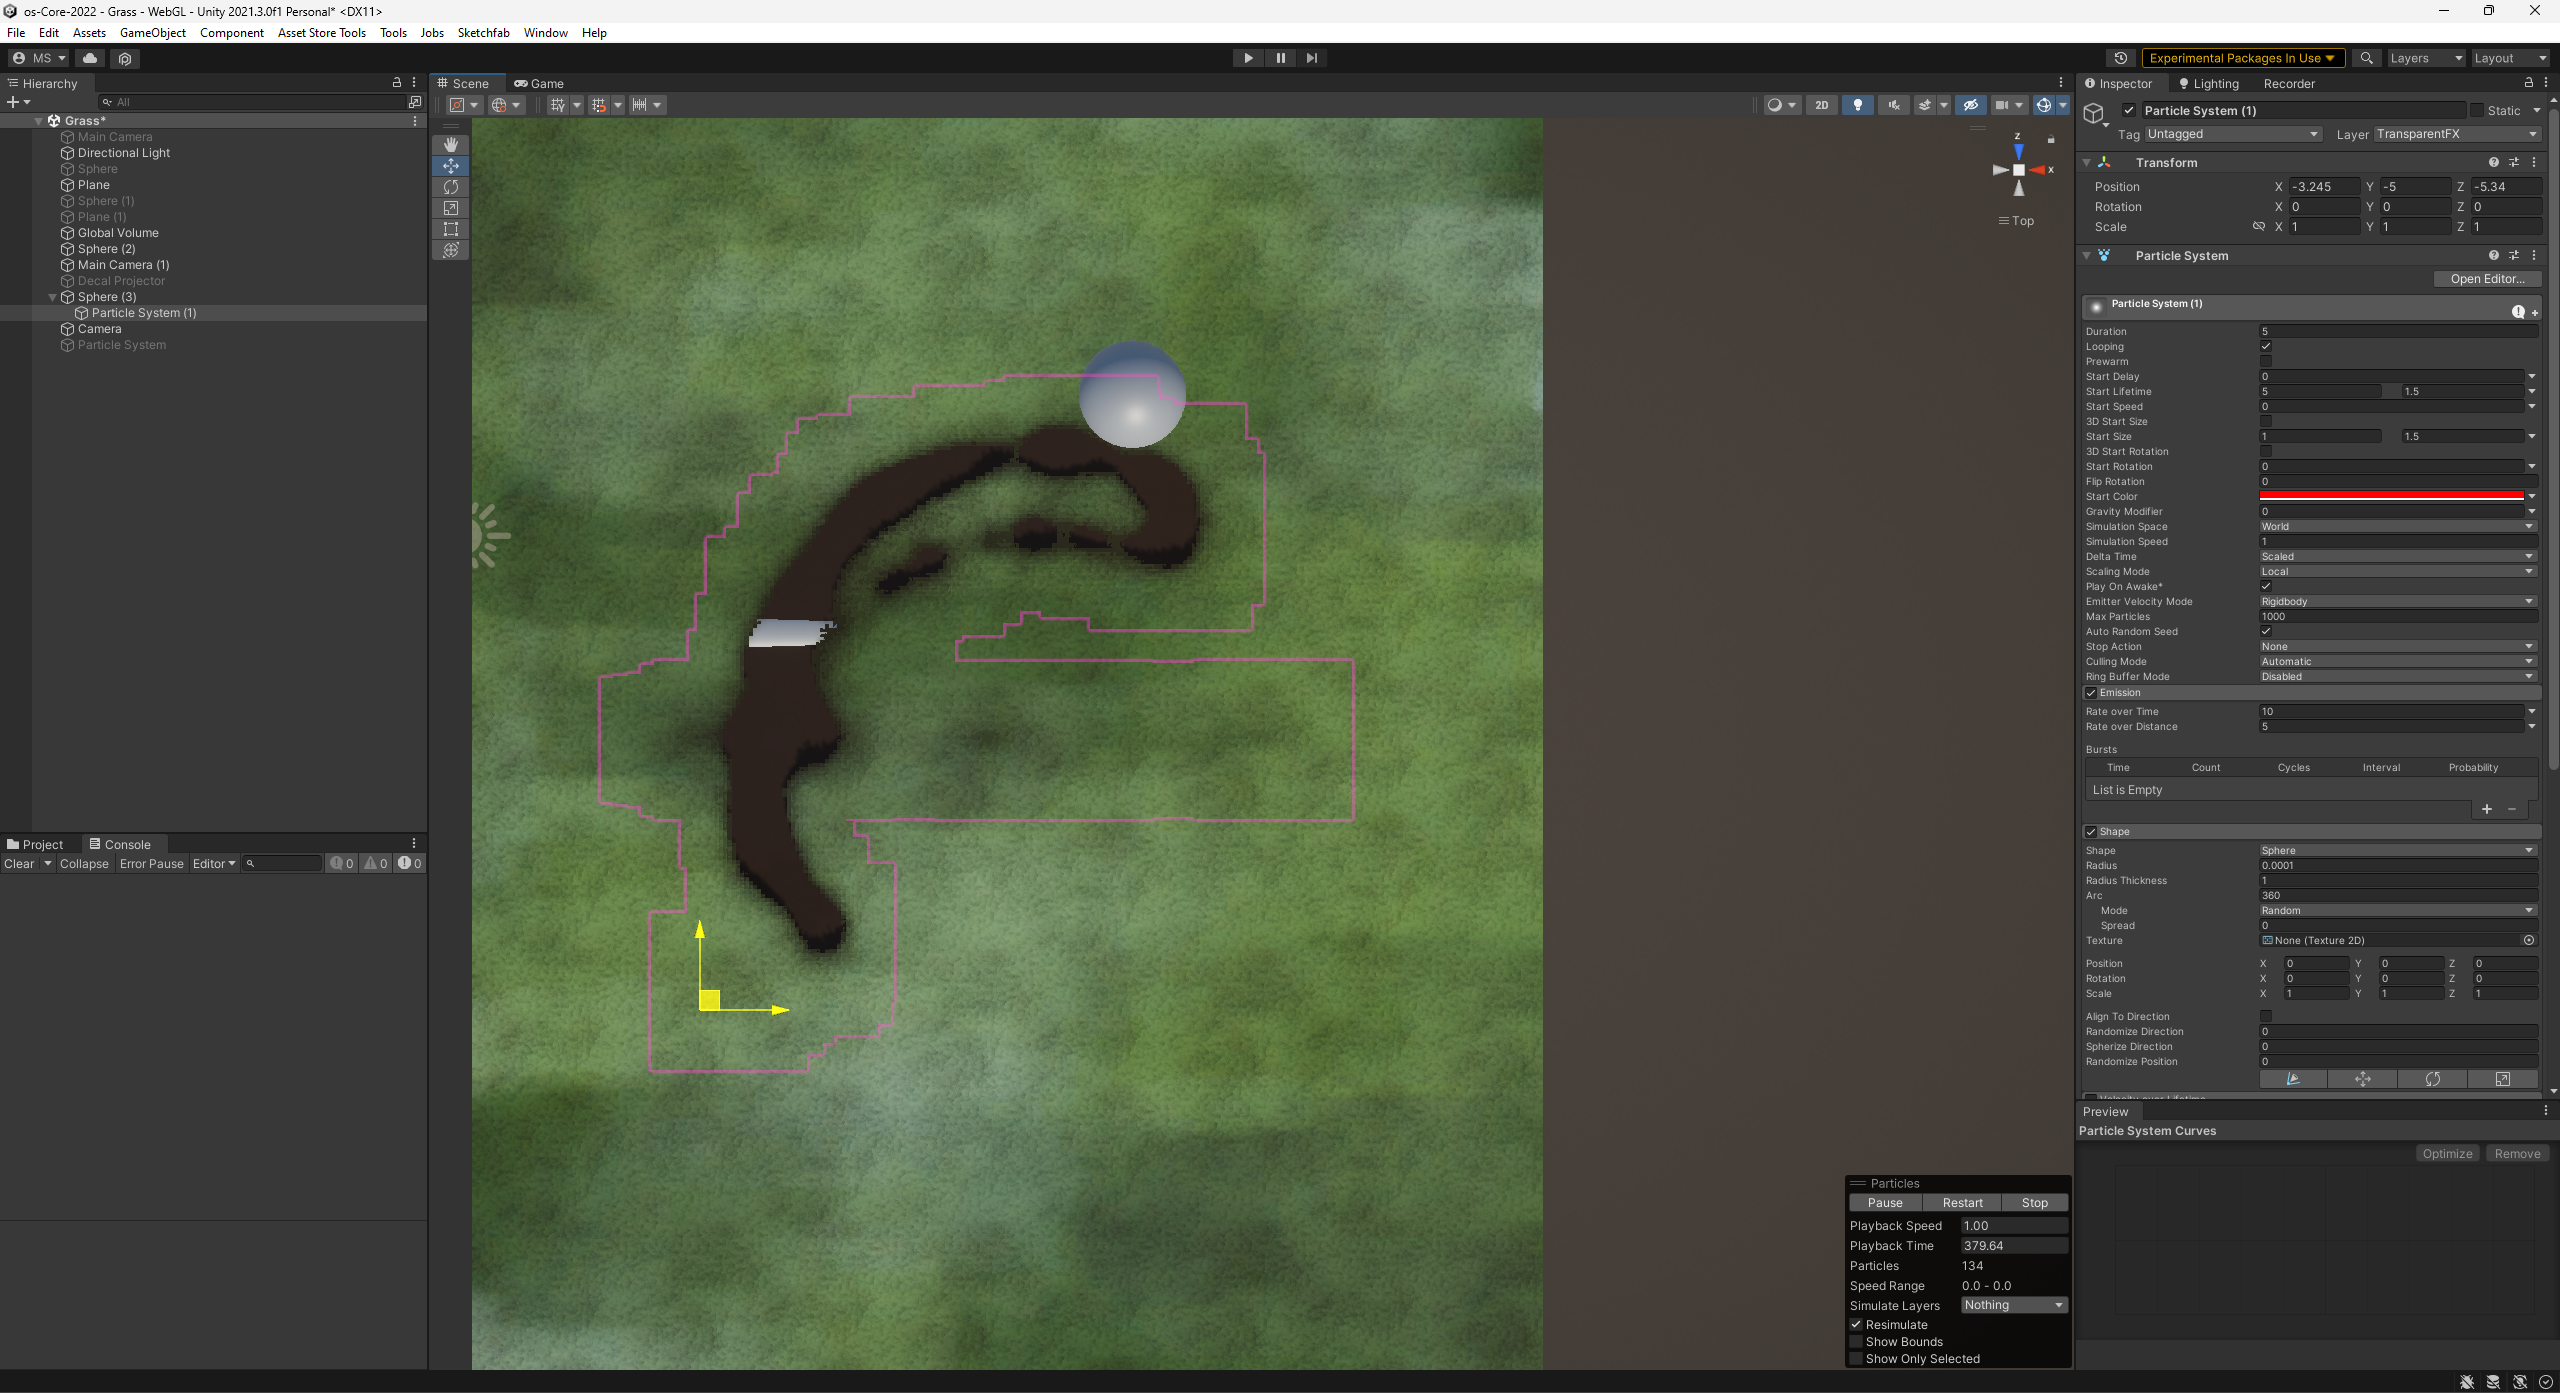 os-Core-2022 - Grass - WebGL - Unity 2021.3.0f1 Personal* <DX11>
File Edit Assets GameObject Component Asset Store Tools Tools Jobs Sketchfab Window Help
MS Experimental Packages In Use Layers Layout
Hierarchy
All
Grass*
Main Camera
Directional Light
Sphere
Plane
Sphere (1)
Plane (1)
Global Volume
Sphere (2)
Main Camera (1)
Decal Projector
Sphere (3)
Particle System (1)
Camera
Particle System
Project Console
Clear Collapse Error Pause Editor 0 0 0
Scene Game
2D
z
x
Top
Particles
Pause Restart Stop
Playback Speed 1.00
Playback Time 379.64
Particles 134
Speed Range 0.0 - 0.0
Simulate Layers Nothing
Resimulate
Show Bounds
Show Only Selected
Inspector Lighting Recorder
Particle System (1) Static
Tag Untagged Layer TransparentFX
Transform
Position X -3.245 Y -5 Z -5.34
Rotation X 0 Y 0 Z 0
Scale X 1 Y 1 Z 1
Particle System
Open Editor...
Particle System (1)
Duration 5
Looping
Prewarm
Start Delay 0
Start Lifetime 5 1.5
Start Speed 0
3D Start Size
Start Size 1 1.5
3D Start Rotation
Start Rotation 0
Flip Rotation 0
Start Color
Gravity Modifier 0
Simulation Space World
Simulation Speed 1
Delta Time Scaled
Scaling Mode Local
Play On Awake*
Emitter Velocity Mode Rigidbody
Max Particles 1000
Auto Random Seed
Stop Action None
Culling Mode Automatic
Ring Buffer Mode Disabled
Emission
Rate over Time 10
Rate over Distance 5
Bursts
Time Count Cycles Interval Probability
List is Empty
Shape
Shape Sphere
Radius 0.0001
Radius Thickness 1
Arc 360
Mode Random
Spread 0
Texture None (Texture 2D)
Position X 0 Y 0 Z 0
Rotation X 0 Y 0 Z 0
Scale X 1 Y 1 Z 1
Align To Direction
Randomize Direction 0
Spherize Direction 0
Randomize Position 0
Velocity over Lifetime
Preview
Particle System Curves
Optimize Remove